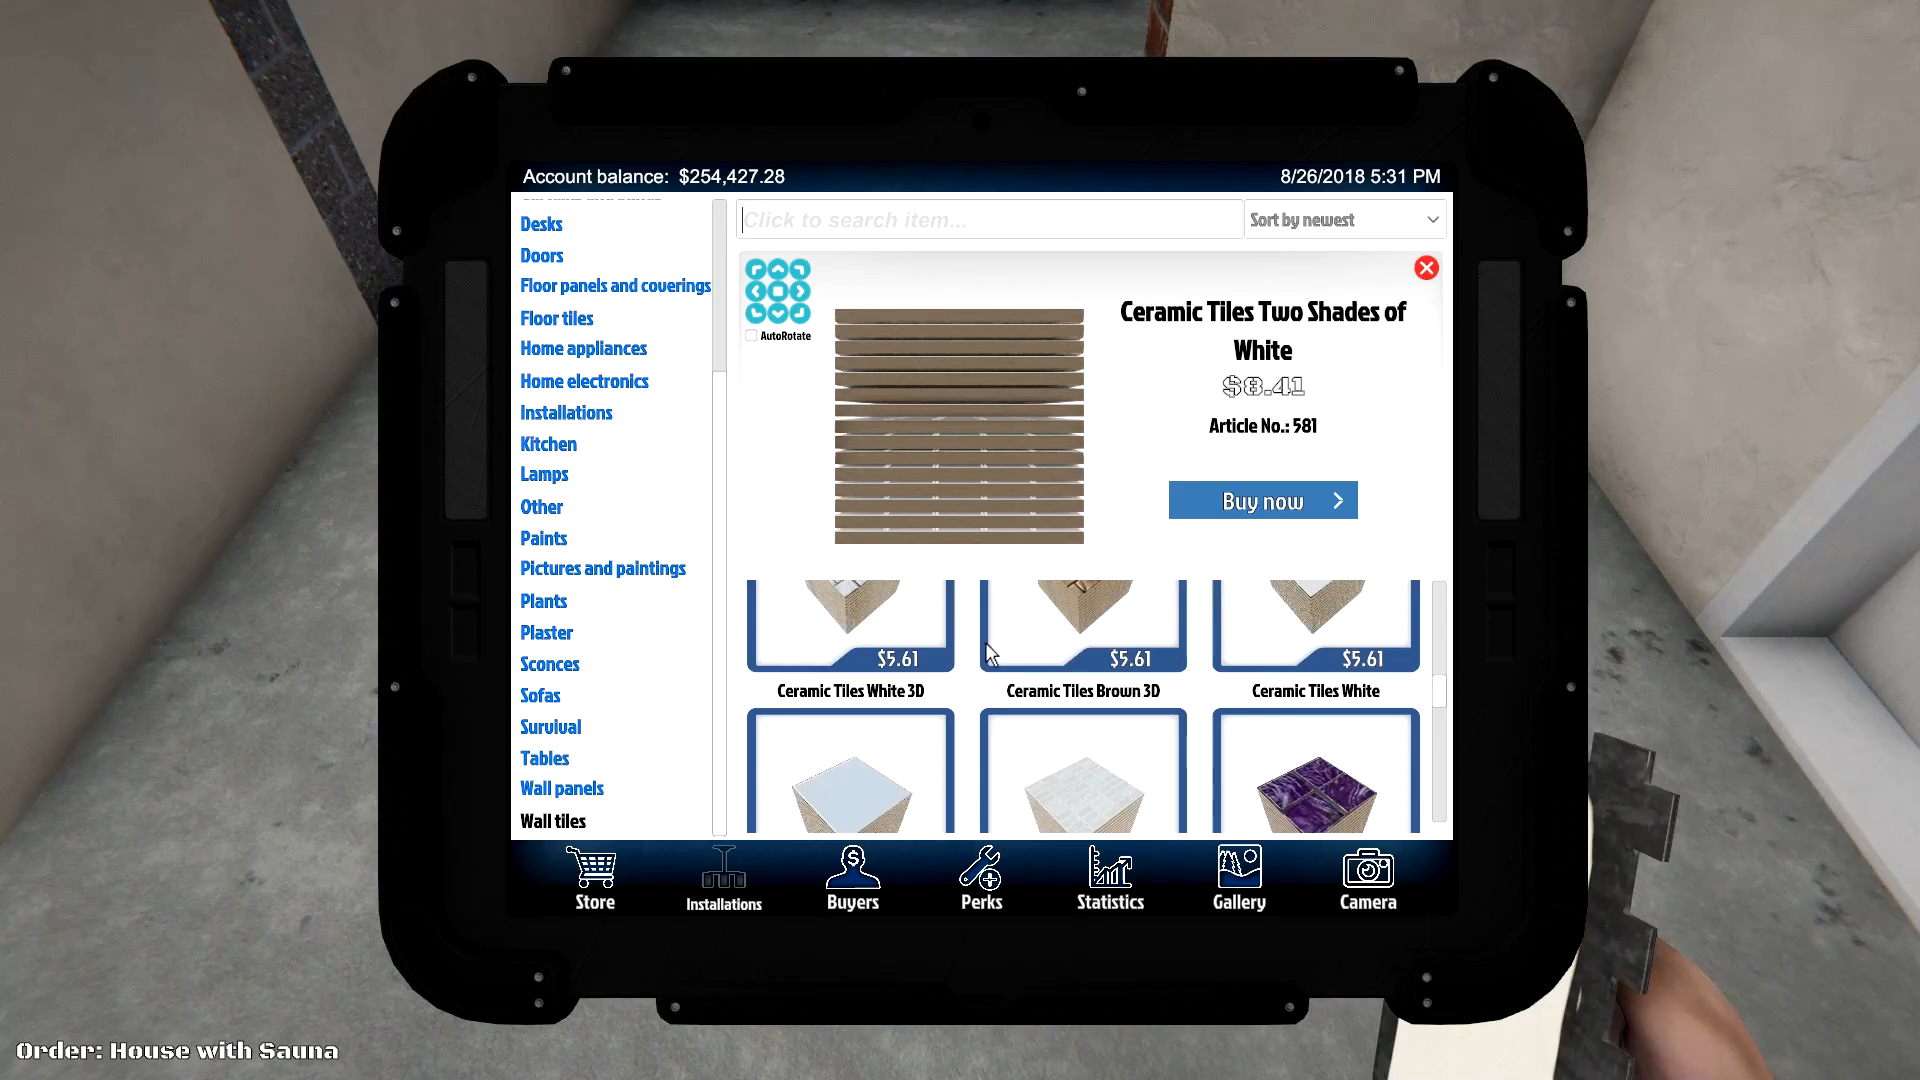 Account balance: $254,427.28
8/26/2018 5:31 PM
Desks
Doors
Floor panels and coverings
Floor tiles
Home appliances
Home electronics
Installations
Kitchen
Lamps
Other
Paints
Pictures and paintings
Plants
Plaster
Sconces
Sofas
Survival
Tables
Wall panels
Wall tiles
Click to search item...
Sort by newest
AutoRotate
Ceramic Tiles Two Shades of
White
$8.41
Article No.: 581
Buy now
$5.61
$5.61
$5.61
Ceramic Tiles White 3D
Ceramic Tiles Brown 3D
Ceramic Tiles White
Store
Installations
Buyers
Perks
Statistics
Gallery
Camera
Order: House with Sauna